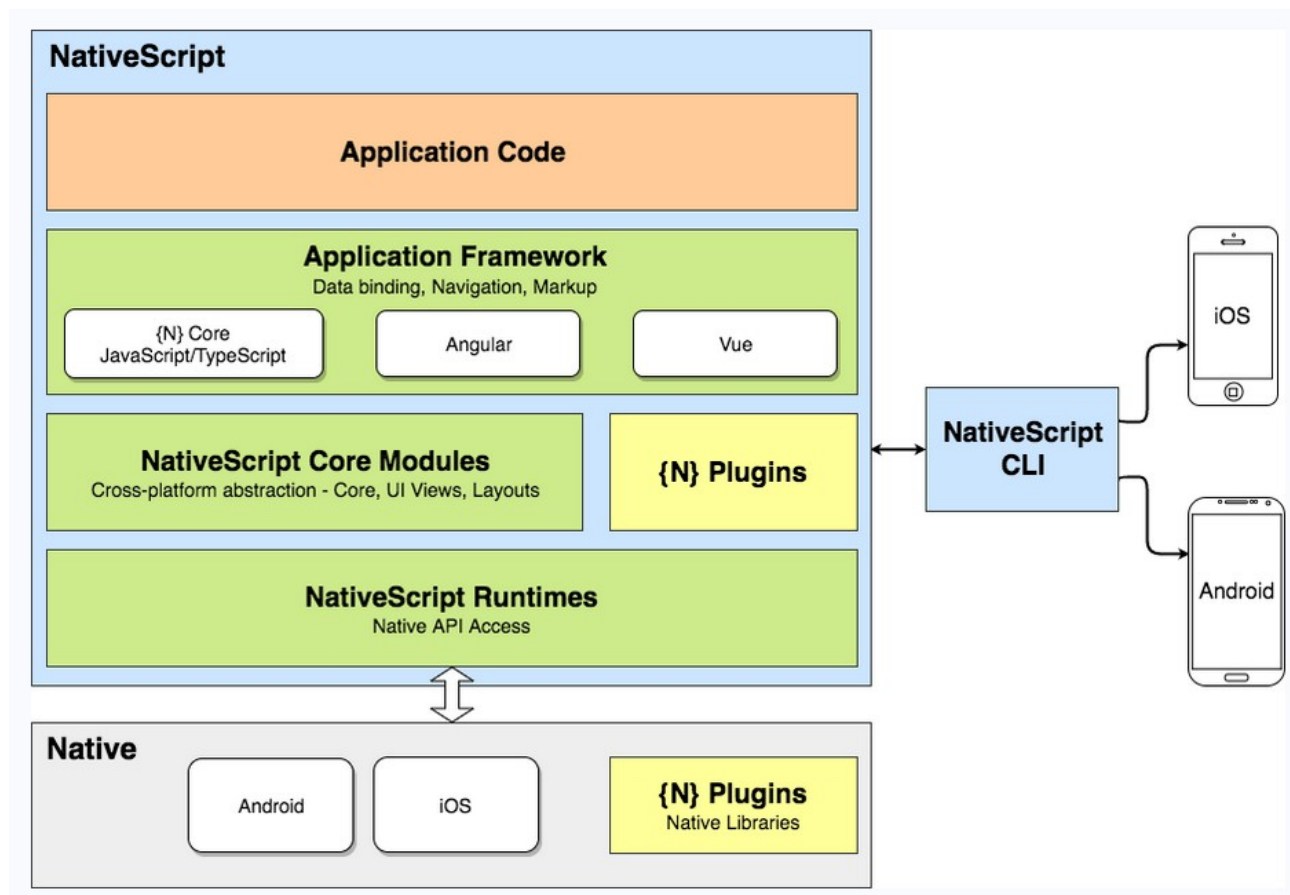 NativeScript
Application Code
Application Framework
Data binding, Navigation, Markup
{N} Core
JavaScript/TypeScript
Angular
Vue
NativeScript Core Modules
Cross-platform abstraction - Core, UI Views, Layouts
{N} Plugins
NativeScript Runtimes
Native API Access
Native
Android
iOS
{N} Plugins
Native Libraries
NativeScript
CLI
iOS
Android